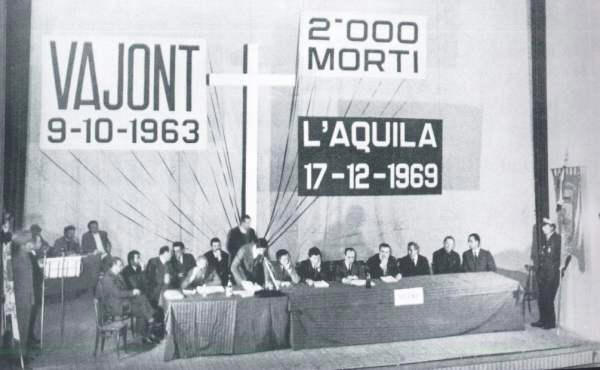 VAJONT
9-10-1963
2·000
MORTI
L'AQUILA
17-12-1969